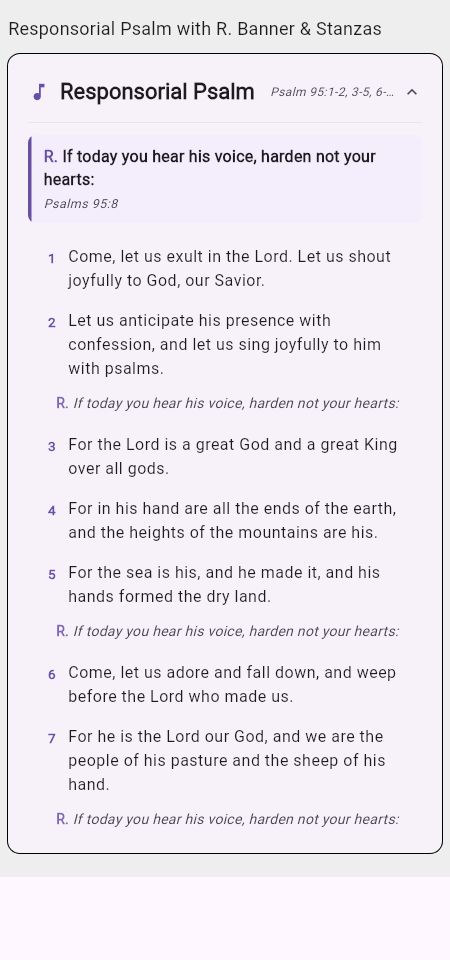 Responsorial Psalm with R. Banner & Stanzas
Responsorial Psalm Psalm 95:1-2, 3-5, 6-…
R. If today you hear his voice, harden not your
hearts:
Psalms 95:8
1 Come, let us exult in the Lord. Let us shout
joyfully to God, our Savior.
2 Let us anticipate his presence with
confession, and let us sing joyfully to him
with psalms.
R. If today you hear his voice, harden not your hearts:
3 For the Lord is a great God and a great King
over all gods.
4 For in his hand are all the ends of the earth,
and the heights of the mountains are his.
5 For the sea is his, and he made it, and his
hands formed the dry land.
R. If today you hear his voice, harden not your hearts:
6 Come, let us adore and fall down, and weep
before the Lord who made us.
7 For he is the Lord our God, and we are the
people of his pasture and the sheep of his
hand.
R. If today you hear his voice, harden not your hearts: